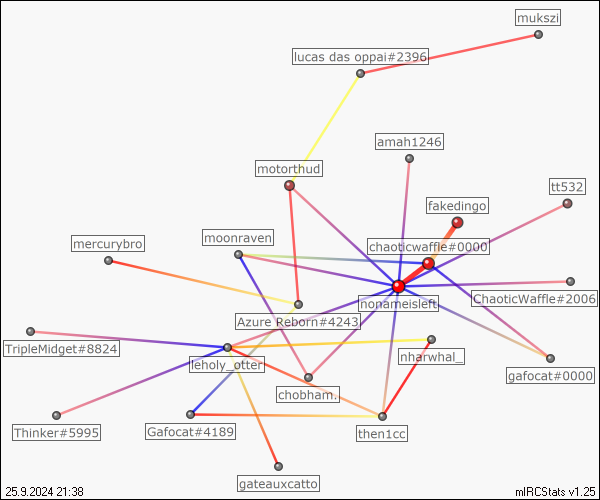 mukszi
lucas das oppai#2396
amah1246
motorthud
tt532
fakedingo
moonraven
mercurybro
chaoticwaffle#0000
nonameisleft
ChaoticWaffle#2006
Azure Reborn#4243
TripleMidget#8824
leholy_otter
nharwhal_
gafocat#0000
chobham.
Thinker#5995
Gafocat#4189
then1cc
gateauxcatto
25.9.2024 21:38
mIRCStats v1.25